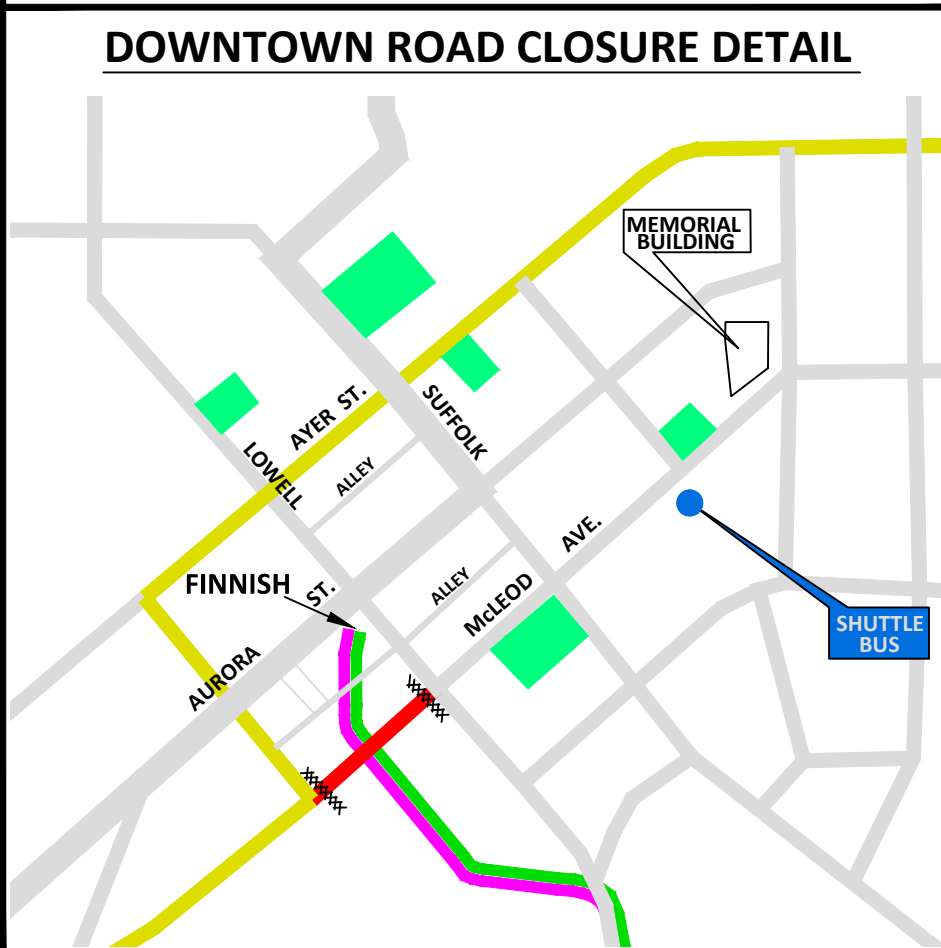 DOWNTOWN ROAD CLOSURE DETAIL
MEMORIAL
BUILDING
AYER ST.
SUFFOLK
LOWELL
ALLEY
AVE.
FINNISH
ST.
ALLEY
McLEOD
SHUTTLE
BUS
AURORA